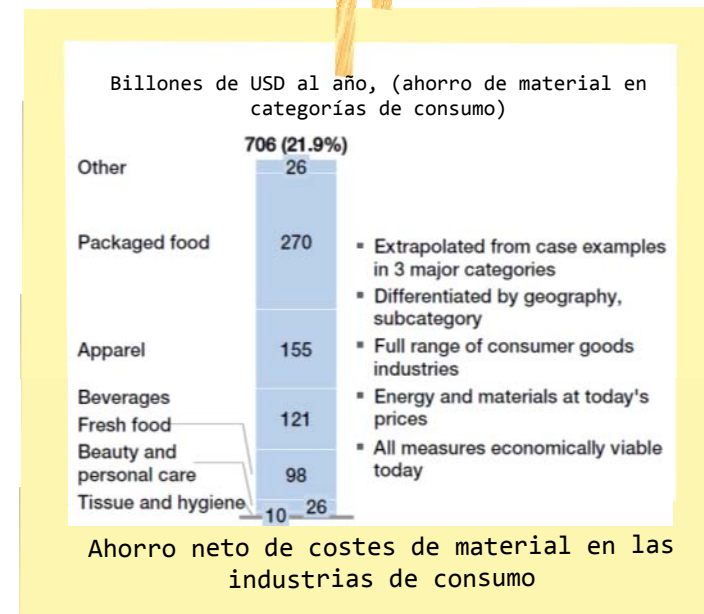 Billones de USD al año, (ahorro de material en
categorías de consumo)
706 (21.9%)
Other
26
Packaged food
270
Apparel
155
Beverages
121
Fresh food
98
Beauty and
personal care
26
Tissue and hygiene
10
▪ Extrapolated from case examples
in 3 major categories
▪ Differentiated by geography,
subcategory
▪ Full range of consumer goods
industries
▪ Energy and materials at today's
prices
▪ All measures economically viable
today
Ahorro neto de costes de material en las
industrias de consumo